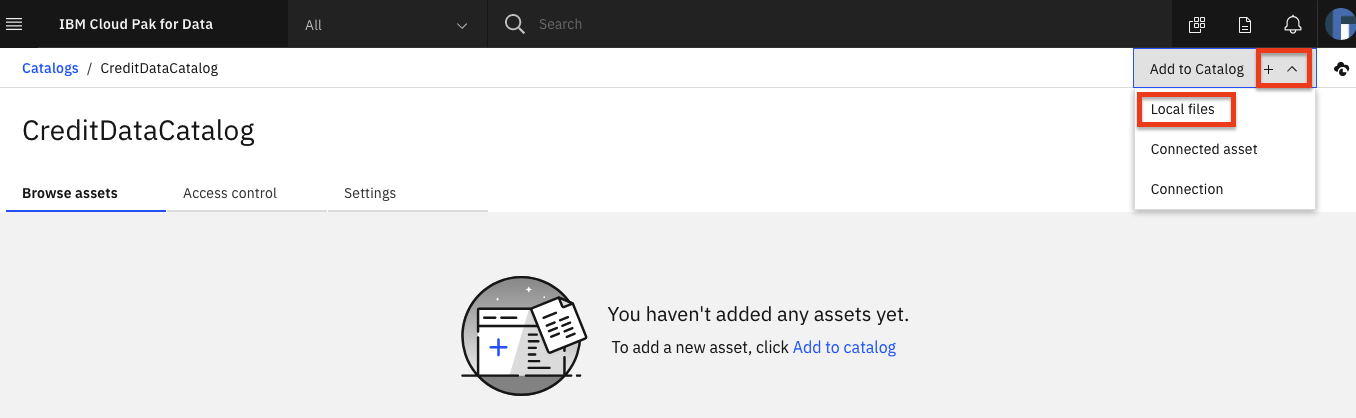 IBM Cloud Pak for Data
All
Search
Catalogs / CreditDataCatalog
Add to Catalog +
Local files
Connected asset
Connection
CreditDataCatalog
Browse assets
Access control
Settings
You haven't added any assets yet.
To add a new asset, click Add to catalog